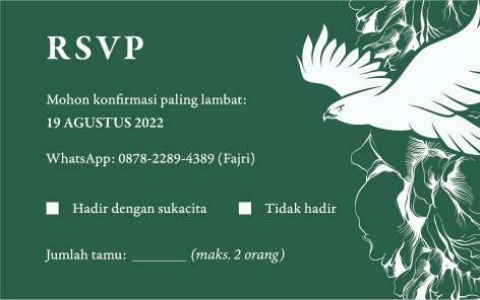 RSVP
Mohon konfirmasi paling lambat:
19 AGUSTUS 2022
WhatsApp: 0878-2289-4389 (Fajri)
Hadir dengan sukacita
Tidak hadir
Jumlah tamu: _______ (maks. 2 orang)